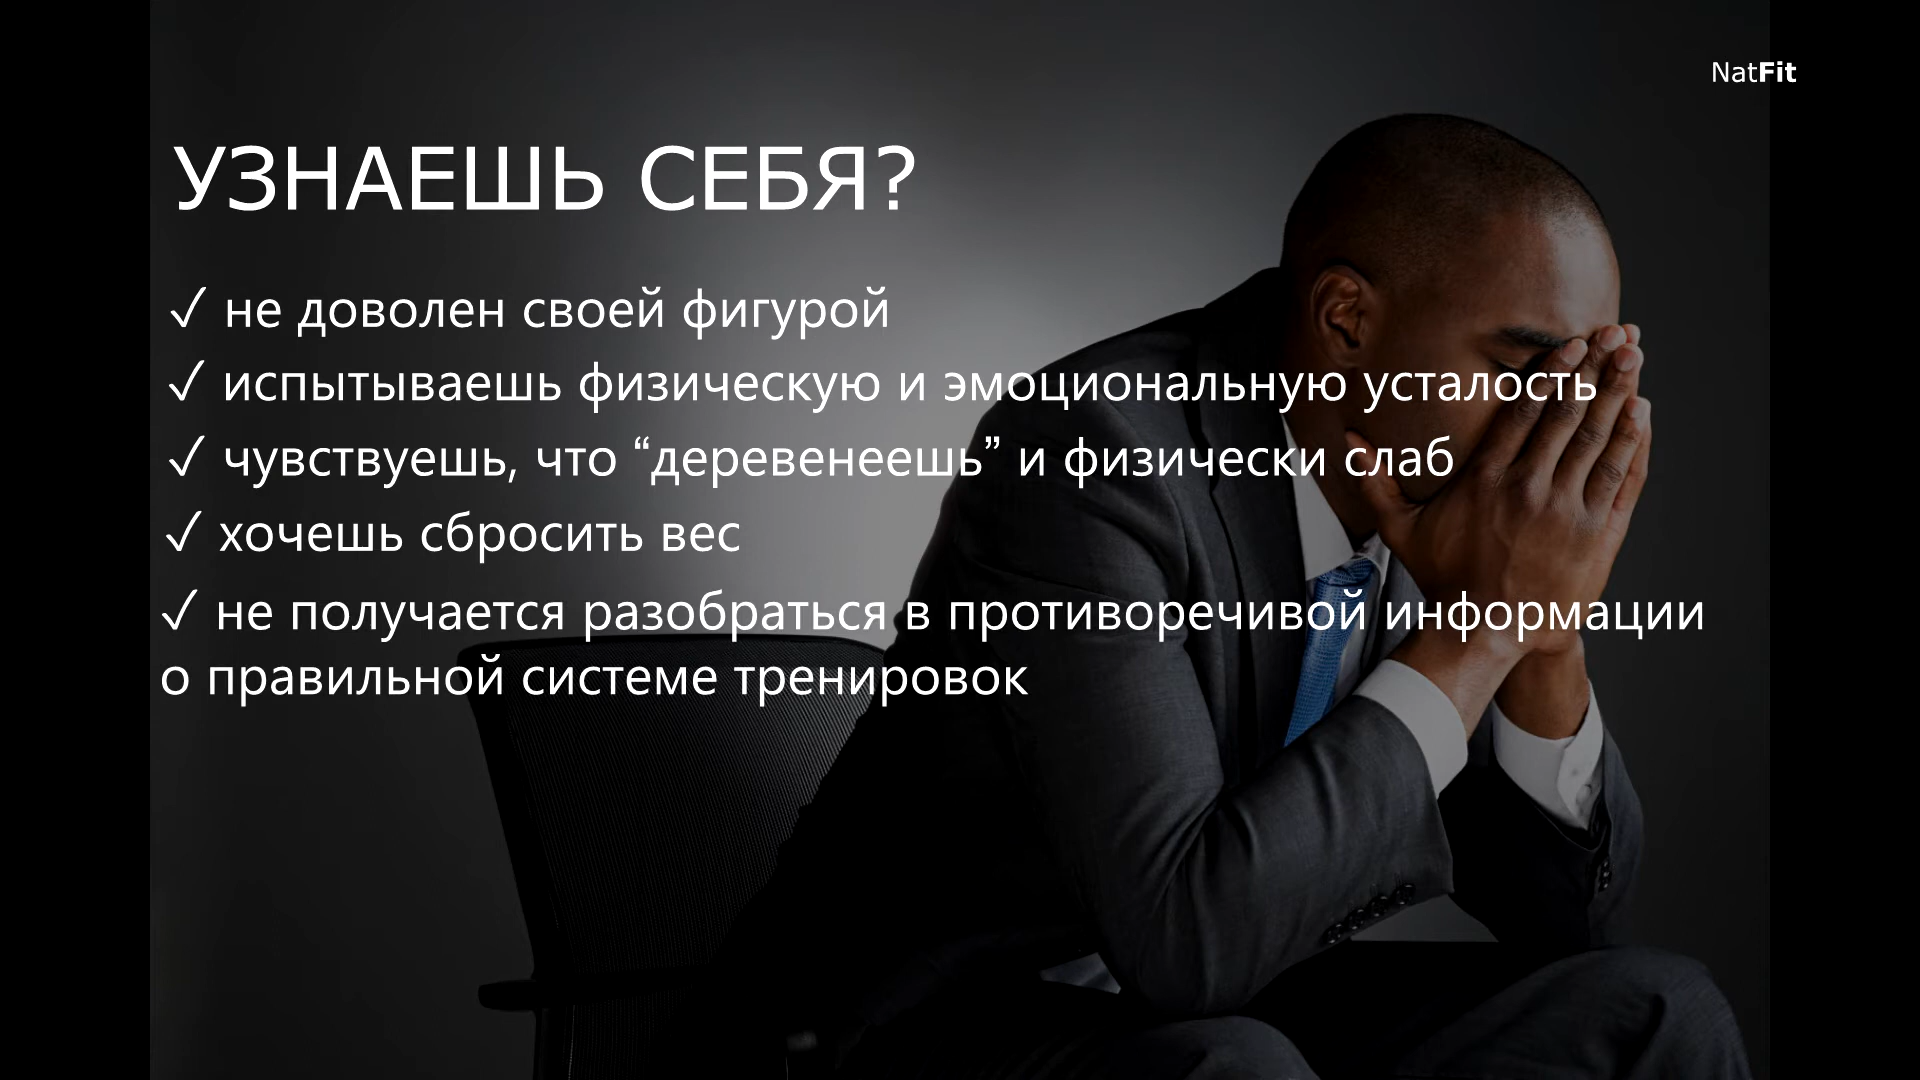 NatFit
УЗНАЕШЬ СЕБЯ?
✓ не доволен своей фигурой
✓ испытываешь физическую и эмоциональную усталость
✓ чувствуешь, что “деревенеешь” и физически слаб
✓ хочешь сбросить вес
✓ не получается разобраться в противоречивой информации
о правильной системе тренировок